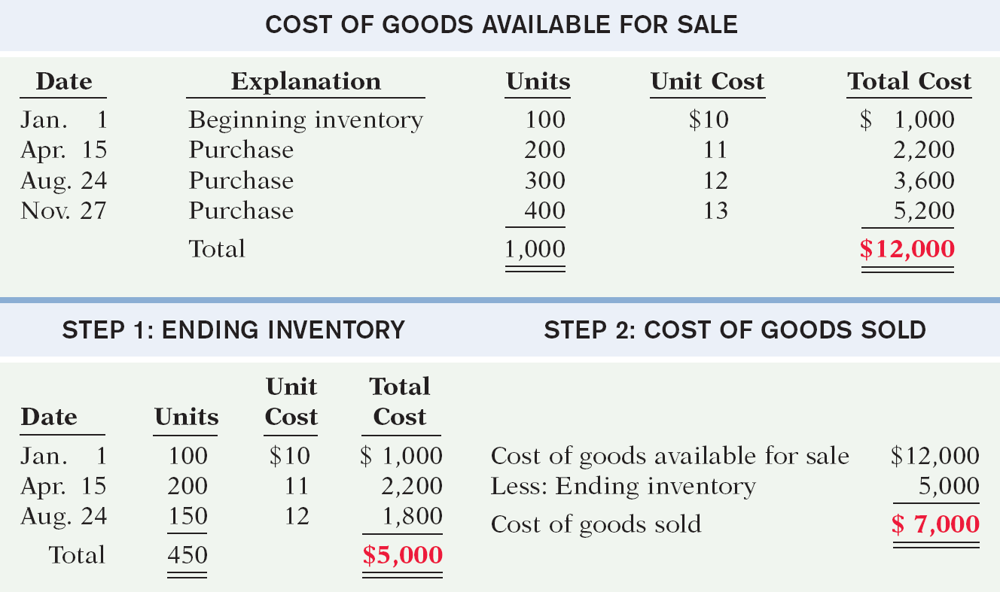 COST OF GOODS AVAILABLE FOR SALE
Date Explanation Units Unit Cost Total Cost
Jan. 1 Beginning inventory 100 $10 $ 1,000
Apr. 15 Purchase 200 11 2,200
Aug. 24 Purchase 300 12 3,600
Nov. 27 Purchase 400 13 5,200
Total 1,000 $12,000
STEP 1: ENDING INVENTORY
Unit Total
Date Units Cost Cost
Jan. 1 100 $10 $ 1,000
Apr. 15 200 11 2,200
Aug. 24 150 12 1,800
Total 450 $5,000
STEP 2: COST OF GOODS SOLD
Cost of goods available for sale $12,000
Less: Ending inventory 5,000
Cost of goods sold $ 7,000